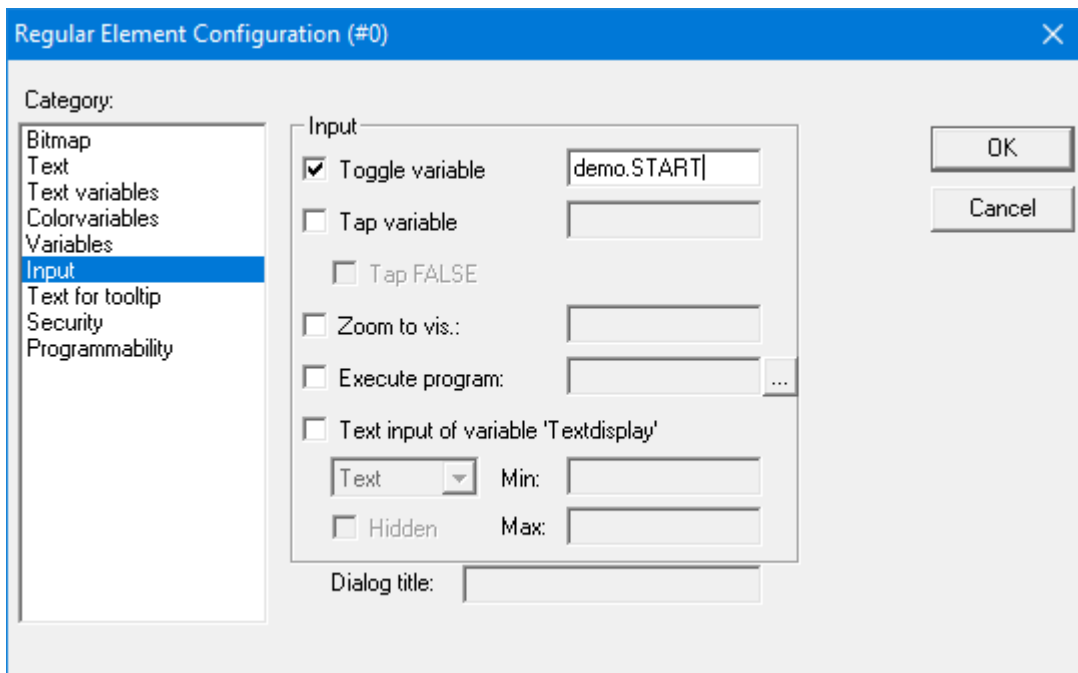 Regular Element Configuration (#0)
Category:
Bitmap
Text
Text variables
Colorvariables
Variables
Input
Text for tooltip
Security
Programmability
Input
Toggle variable demo.START
Tap variable
Tap FALSE
Zoom to vis.:
Execute program: ...
Text input of variable 'Textdisplay'
Text Min:
Hidden Max:
Dialog title:
OK
Cancel